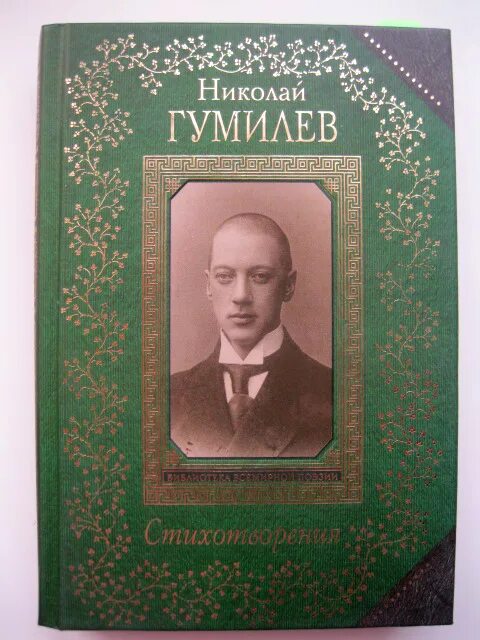 Николай
ГУМИЛЕВ
БИБЛИОТЕКА ВСЕМИРНОЙ ПОЭЗИИ
Стихотворения